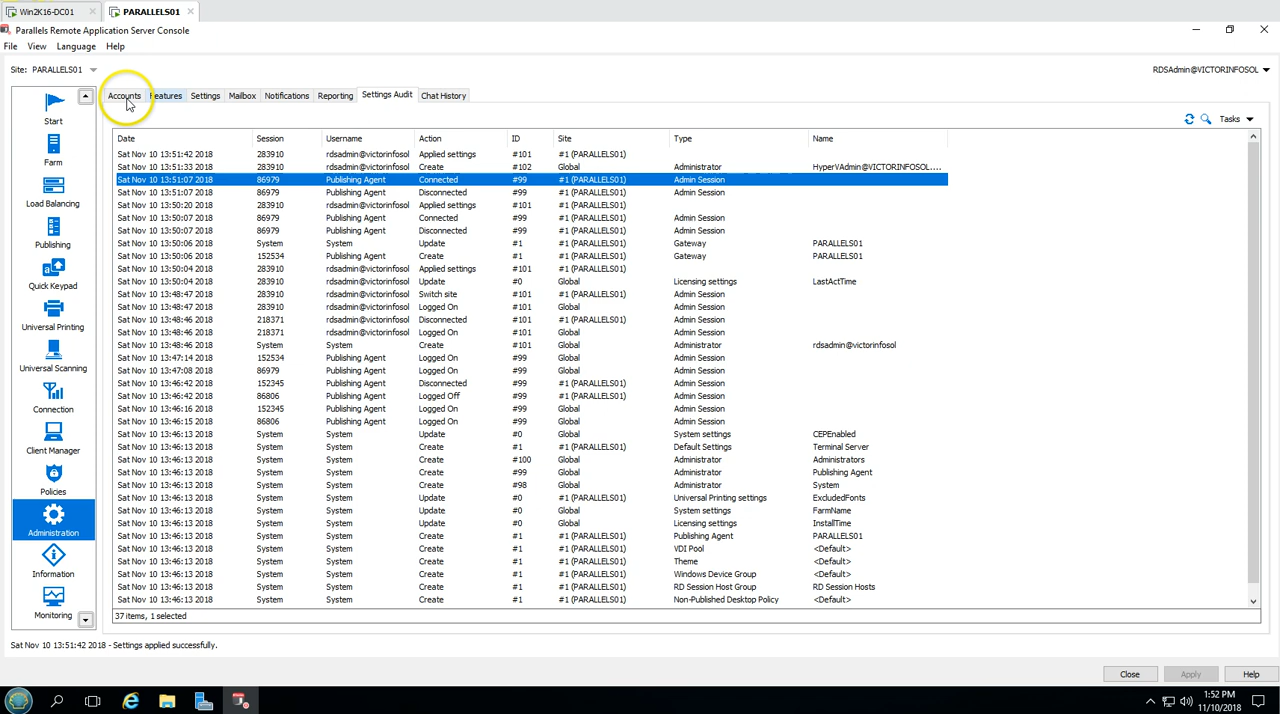 Win2K16-DC01 PARALLELS01
Parallels Remote Application Server Console
File View Language Help
Site: PARALLELS01 RDSAdmin@VICTORINFOSOL
Accounts Features Settings Mailbox Notifications Reporting Settings Audit Chat History
Start
Farm
Load Balancing
Publishing
Quick Keypad
Universal Printing
Universal Scanning
Connection
Client Manager
Policies
Administration
Information
Monitoring
Tasks
Date Session Username Action ID Site Type Name
Sat Nov 10 13:51:42 2018 283910 rdsadmin@victorinfosol Applied settings #101 #1 (PARALLELS01)
Sat Nov 10 13:51:33 2018 283910 rdsadmin@victorinfosol Create #102 Global Administrator HyperVAdmin@VICTORINFOSOL....
Sat Nov 10 13:51:07 2018 86979 Publishing Agent Connected #99 #1 (PARALLELS01) Admin Session
Sat Nov 10 13:51:07 2018 86979 Publishing Agent Disconnected #99 #1 (PARALLELS01) Admin Session
Sat Nov 10 13:50:20 2018 283910 rdsadmin@victorinfosol Applied settings #101 #1 (PARALLELS01)
Sat Nov 10 13:50:07 2018 86979 Publishing Agent Connected #99 #1 (PARALLELS01) Admin Session
Sat Nov 10 13:50:07 2018 86979 Publishing Agent Disconnected #99 #1 (PARALLELS01) Admin Session
Sat Nov 10 13:50:06 2018 System System Update #1 #1 (PARALLELS01) Gateway PARALLELS01
Sat Nov 10 13:50:06 2018 152534 Publishing Agent Create #1 #1 (PARALLELS01) Gateway PARALLELS01
Sat Nov 10 13:50:04 2018 283910 rdsadmin@victorinfosol Applied settings #101 #1 (PARALLELS01)
Sat Nov 10 13:50:04 2018 283910 rdsadmin@victorinfosol Update #0 Global Licensing settings LastActTime
Sat Nov 10 13:48:47 2018 283910 rdsadmin@victorinfosol Switch site #101 #1 (PARALLELS01) Admin Session
Sat Nov 10 13:48:47 2018 283910 rdsadmin@victorinfosol Logged On #101 Global Admin Session
Sat Nov 10 13:48:46 2018 218371 rdsadmin@victorinfosol Disconnected #101 #1 (PARALLELS01) Admin Session
Sat Nov 10 13:48:46 2018 218371 rdsadmin@victorinfosol Logged On #101 Global Admin Session
Sat Nov 10 13:48:46 2018 System System Create #101 Global Administrator rdsadmin@victorinfosol
Sat Nov 10 13:47:14 2018 152534 Publishing Agent Logged On #99 Global Admin Session
Sat Nov 10 13:47:08 2018 86979 Publishing Agent Logged On #99 Global Admin Session
Sat Nov 10 13:46:42 2018 152345 Publishing Agent Disconnected #99 #1 (PARALLELS01) Admin Session
Sat Nov 10 13:46:42 2018 86806 Publishing Agent Logged Off #99 #1 (PARALLELS01) Admin Session
Sat Nov 10 13:46:16 2018 152345 Publishing Agent Logged On #99 Global Admin Session
Sat Nov 10 13:46:15 2018 86806 Publishing Agent Logged On #99 Global Admin Session
Sat Nov 10 13:46:13 2018 System System Update #0 Global System settings CEPEnabled
Sat Nov 10 13:46:13 2018 System System Create #1 #1 (PARALLELS01) Default Settings Terminal Server
Sat Nov 10 13:46:13 2018 System System Create #100 Global Administrator Administrators
Sat Nov 10 13:46:13 2018 System System Create #99 Global Administrator Publishing Agent
Sat Nov 10 13:46:13 2018 System System Create #98 Global Administrator System
Sat Nov 10 13:46:13 2018 System System Update #0 #1 (PARALLELS01) Universal Printing settings ExcludedFonts
Sat Nov 10 13:46:13 2018 System System Update #0 Global System settings FarmName
Sat Nov 10 13:46:13 2018 System System Update #0 Global Licensing settings InstallTime
Sat Nov 10 13:46:13 2018 System System Create #1 #1 (PARALLELS01) Publishing Agent PARALLELS01
Sat Nov 10 13:46:13 2018 System System Create #1 #1 (PARALLELS01) VDI Pool <Default>
Sat Nov 10 13:46:13 2018 System System Create #1 #1 (PARALLELS01) Theme <Default>
Sat Nov 10 13:46:13 2018 System System Create #1 #1 (PARALLELS01) Windows Device Group <Default>
Sat Nov 10 13:46:13 2018 System System Create #1 #1 (PARALLELS01) RD Session Host Group RD Session Hosts
Sat Nov 10 13:46:13 2018 System System Create #1 #1 (PARALLELS01) Non-Published Desktop Policy <Default>
37 items, 1 selected
Sat Nov 10 13:51:42 2018 - Settings applied successfully.
Close Apply Help
1:52 PM
11/10/2018